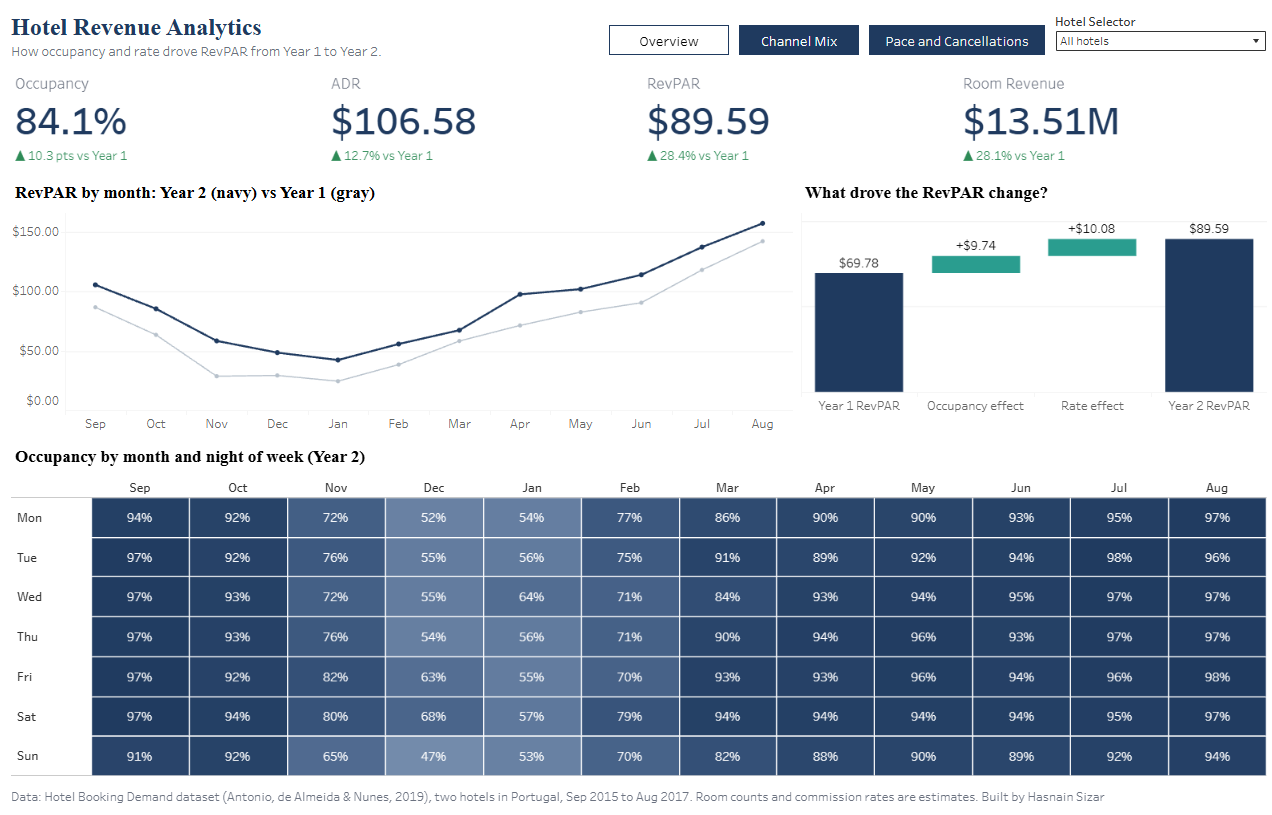 Hotel Revenue Analytics
How occupancy and rate drove RevPAR from Year 1 to Year 2.
Overview
Channel Mix
Pace and Cancellations
Hotel Selector
All hotels
Occupancy
84.1%
▲ 10.3 pts vs Year 1
ADR
$106.58
▲ 12.7% vs Year 1
RevPAR
$89.59
▲ 28.4% vs Year 1
Room Revenue
$13.51M
▲ 28.1% vs Year 1
RevPAR by month: Year 2 (navy) vs Year 1 (gray)
$150.00
$100.00
$50.00
$0.00
Sep Oct Nov Dec Jan Feb Mar Apr May Jun Jul Aug
What drove the RevPAR change?
$69.78 +$9.74 +$10.08 $89.59
Year 1 RevPAR Occupancy effect Rate effect Year 2 RevPAR
Occupancy by month and night of week (Year 2)
Sep Oct Nov Dec Jan Feb Mar Apr May Jun Jul Aug
Mon 94% 92% 72% 52% 54% 77% 86% 90% 90% 93% 95% 97%
Tue 97% 92% 76% 55% 56% 75% 91% 89% 92% 94% 98% 96%
Wed 97% 93% 72% 55% 64% 71% 84% 93% 94% 95% 97% 97%
Thu 97% 93% 76% 54% 56% 71% 90% 94% 96% 93% 97% 97%
Fri 97% 92% 82% 63% 55% 70% 93% 93% 96% 94% 96% 98%
Sat 97% 94% 80% 68% 57% 79% 94% 94% 94% 94% 95% 97%
Sun 91% 92% 65% 47% 53% 70% 82% 88% 90% 89% 92% 94%
Data: Hotel Booking Demand dataset (Antonio, de Almeida & Nunes, 2019), two hotels in Portugal, Sep 2015 to Aug 2017. Room counts and commission rates are estimates. Built by Hasnain Sizar